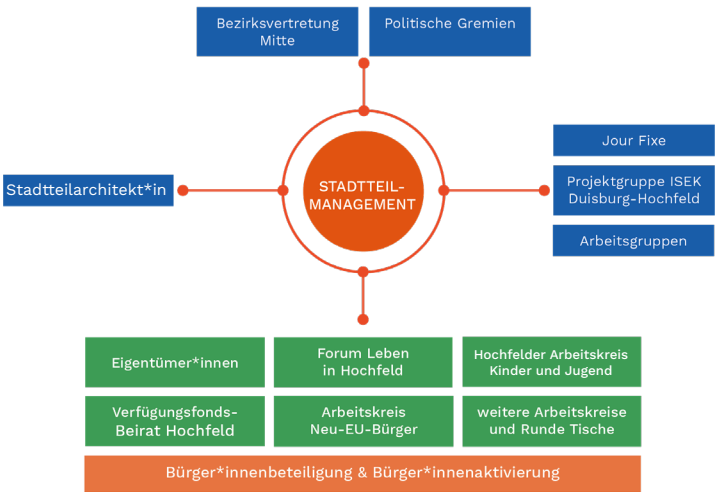 Bezirksvertretung
Mitte
Politische Gremien
Jour Fixe
Projektgruppe ISEK
Duisburg-Hochfeld
Arbeitsgruppen
Stadtteilarchitekt*in
STADTTEIL-
MANAGEMENT
Eigentümer*innen
Forum Leben
in Hochfeld
Hochfelder Arbeitskreis
Kinder und Jugend
Verfügungsfonds-
Beirat Hochfeld
Arbeitskreis
Neu-EU-Bürger
weitere Arbeitskreise
und Runde Tische
Bürger*innenbeteiligung & Bürger*innenaktivierung